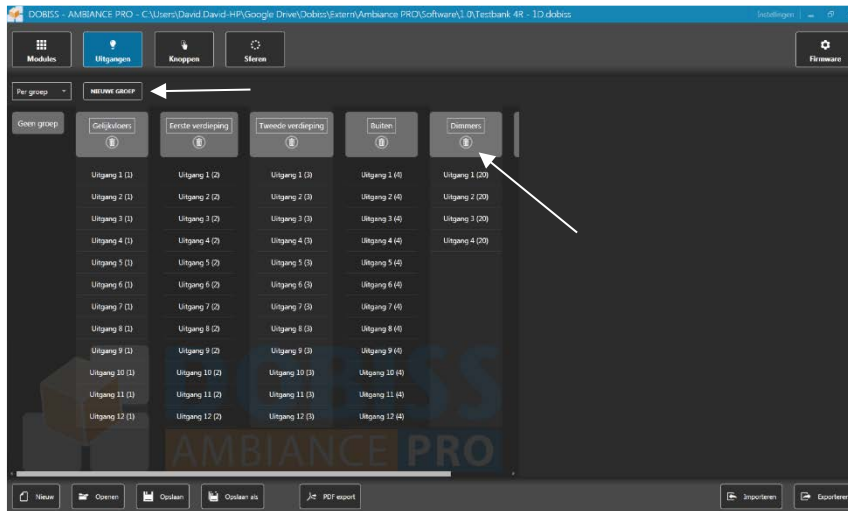 DOBISS - AMBIANCE PRO - C:\Users\David David-HP\Google Drive\Dobiss\Extern\Ambiance PRO\Software\1.0\Testbank 4R - 1D.dobiss
Instellingen
Modules Uitgangen Knoppen Sferen Firmware
Per groep NIEUWE GROEP
Geen groep Gelijkvloers Eerste verdieping Tweede verdieping Buiten Dimmers
Uitgang 1 (1) Uitgang 1 (2) Uitgang 1 (3) Uitgang 1 (4) Uitgang 1 (20)
Uitgang 2 (1) Uitgang 2 (2) Uitgang 2 (3) Uitgang 2 (4) Uitgang 2 (20)
Uitgang 3 (1) Uitgang 3 (2) Uitgang 3 (3) Uitgang 3 (4) Uitgang 3 (20)
Uitgang 4 (1) Uitgang 4 (2) Uitgang 4 (3) Uitgang 4 (4) Uitgang 4 (20)
Uitgang 5 (1) Uitgang 5 (2) Uitgang 5 (3) Uitgang 5 (4)
Uitgang 6 (1) Uitgang 6 (2) Uitgang 6 (3) Uitgang 6 (4)
Uitgang 7 (1) Uitgang 7 (2) Uitgang 7 (3) Uitgang 7 (4)
Uitgang 8 (1) Uitgang 8 (2) Uitgang 8 (3) Uitgang 8 (4)
Uitgang 9 (1) Uitgang 9 (2) Uitgang 9 (3) Uitgang 9 (4)
Uitgang 10 (1) Uitgang 10 (2) Uitgang 10 (3) Uitgang 10 (4)
Uitgang 11 (1) Uitgang 11 (2) Uitgang 11 (3) Uitgang 11 (4)
Uitgang 12 (1) Uitgang 12 (2) Uitgang 12 (3) Uitgang 12 (4)
DOBISS
AMBIANCE PRO
Nieuw Openen Opslaan Opslaan als PDF export Importeren Exporteren